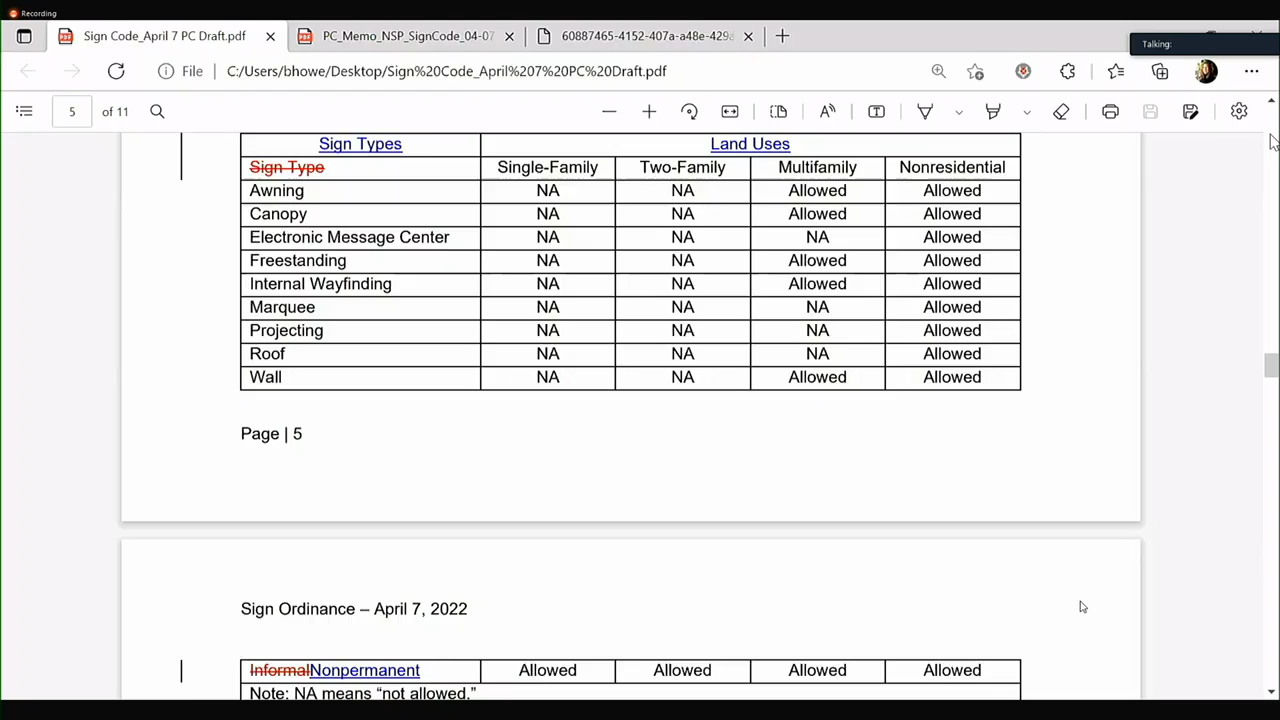 Recording
Sign Code_April 7 PC Draft.pdf
PC_Memo_NSP_SignCode_04-07
60887465-4152-407a-a48e-429
Talking:
File C:/Users/bhowe/Desktop/Sign%20Code_April%207%20PC%20Draft.pdf
5 of 11
Sign Types Land Uses
Sign Type Single-Family Two-Family Multifamily Nonresidential
Awning NA NA Allowed Allowed
Canopy NA NA Allowed Allowed
Electronic Message Center NA NA NA Allowed
Freestanding NA NA Allowed Allowed
Internal Wayfinding NA NA Allowed Allowed
Marquee NA NA NA Allowed
Projecting NA NA NA Allowed
Roof NA NA NA Allowed
Wall NA NA Allowed Allowed
Page | 5
Sign Ordinance – April 7, 2022
InformalNonpermanent Allowed Allowed Allowed Allowed
Note: NA means “not allowed.”